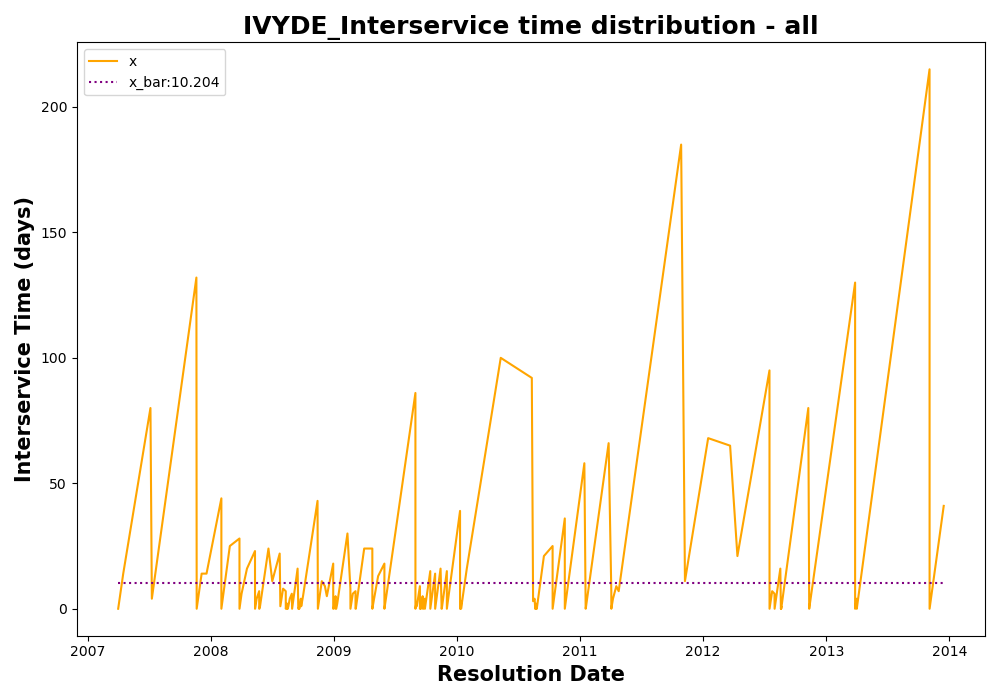 IVYDE_Interservice time distribution - all
x
x_bar:10.204
Interservice Time (days)
200
150
100
50
0
2007 2008 2009 2010 2011 2012 2013 2014
Resolution Date